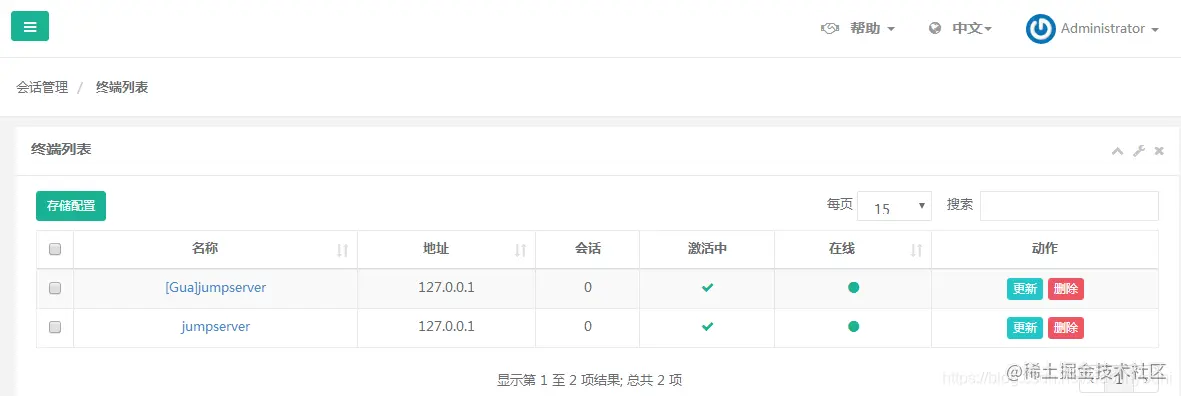 帮助 中文 Administrator
会话管理 / 终端列表
终端列表
存储配置 每页 15 搜索
名称 地址 会话 激活中 在线 动作
[Gua]jumpserver 127.0.0.1 0 更新 删除
jumpserver 127.0.0.1 0 更新 删除
显示第 1 至 2 项结果; 总共 2 项
@稀土掘金技术社区
1